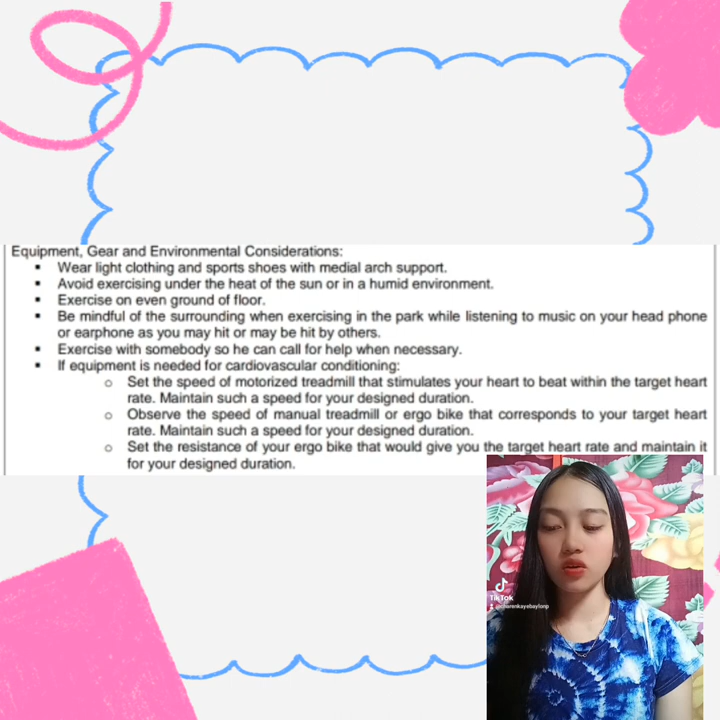 Equipment, Gear and Environmental Considerations:
▪ Wear light clothing and sports shoes with medial arch support.
▪ Avoid exercising under the heat of the sun or in a humid environment.
▪ Exercise on even ground of floor.
▪ Be mindful of the surrounding when exercising in the park while listening to music on your head phone
or earphone as you may hit or may be hit by others.
▪ Exercise with somebody so he can call for help when necessary.
▪ If equipment is needed for cardiovascular conditioning:
o Set the speed of motorized treadmill that stimulates your heart to beat within the target heart
rate. Maintain such a speed for your designed duration.
o Observe the speed of manual treadmill or ergo bike that corresponds to your target heart
rate. Maintain such a speed for your designed duration.
o Set the resistance of your ergo bike that would give you the target heart rate and maintain it
for your designed duration.
TikTok
@charenkayebaylonp